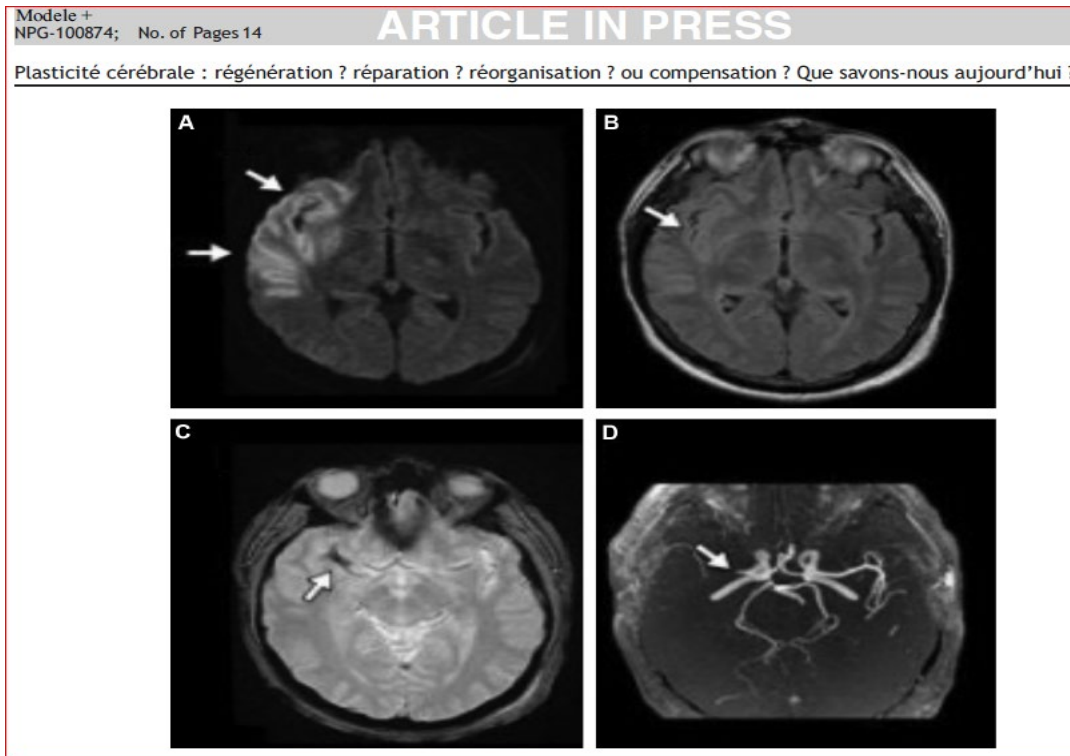 Modele +
NPG-100874; No. of Pages 14
ARTICLE IN PRESS
Plasticité cérébrale : régénération ? réparation ? réorganisation ? ou compensation ? Que savons-nous aujourd’hui ?
A
B
C
D